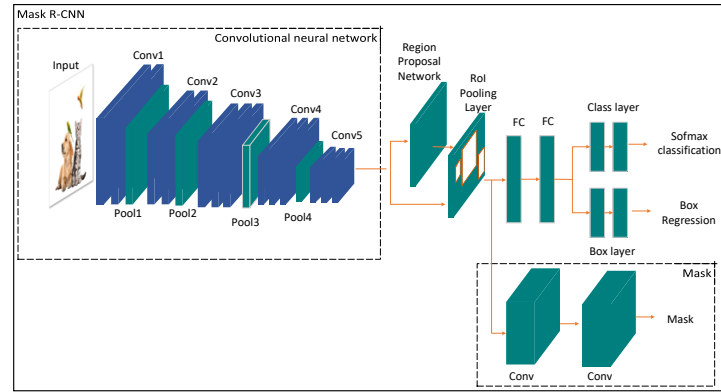 Mask R-CNN
Convolutional neural network
Input
Conv1
Conv2
Conv3
Conv4
Conv5
Pool1
Pool2
Pool3
Pool4
Region
Proposal
Network
RoI
Pooling
Layer
FC
FC
Class layer
Sofmax
classification
Box
Regression
Box layer
Mask
Mask
Conv
Conv